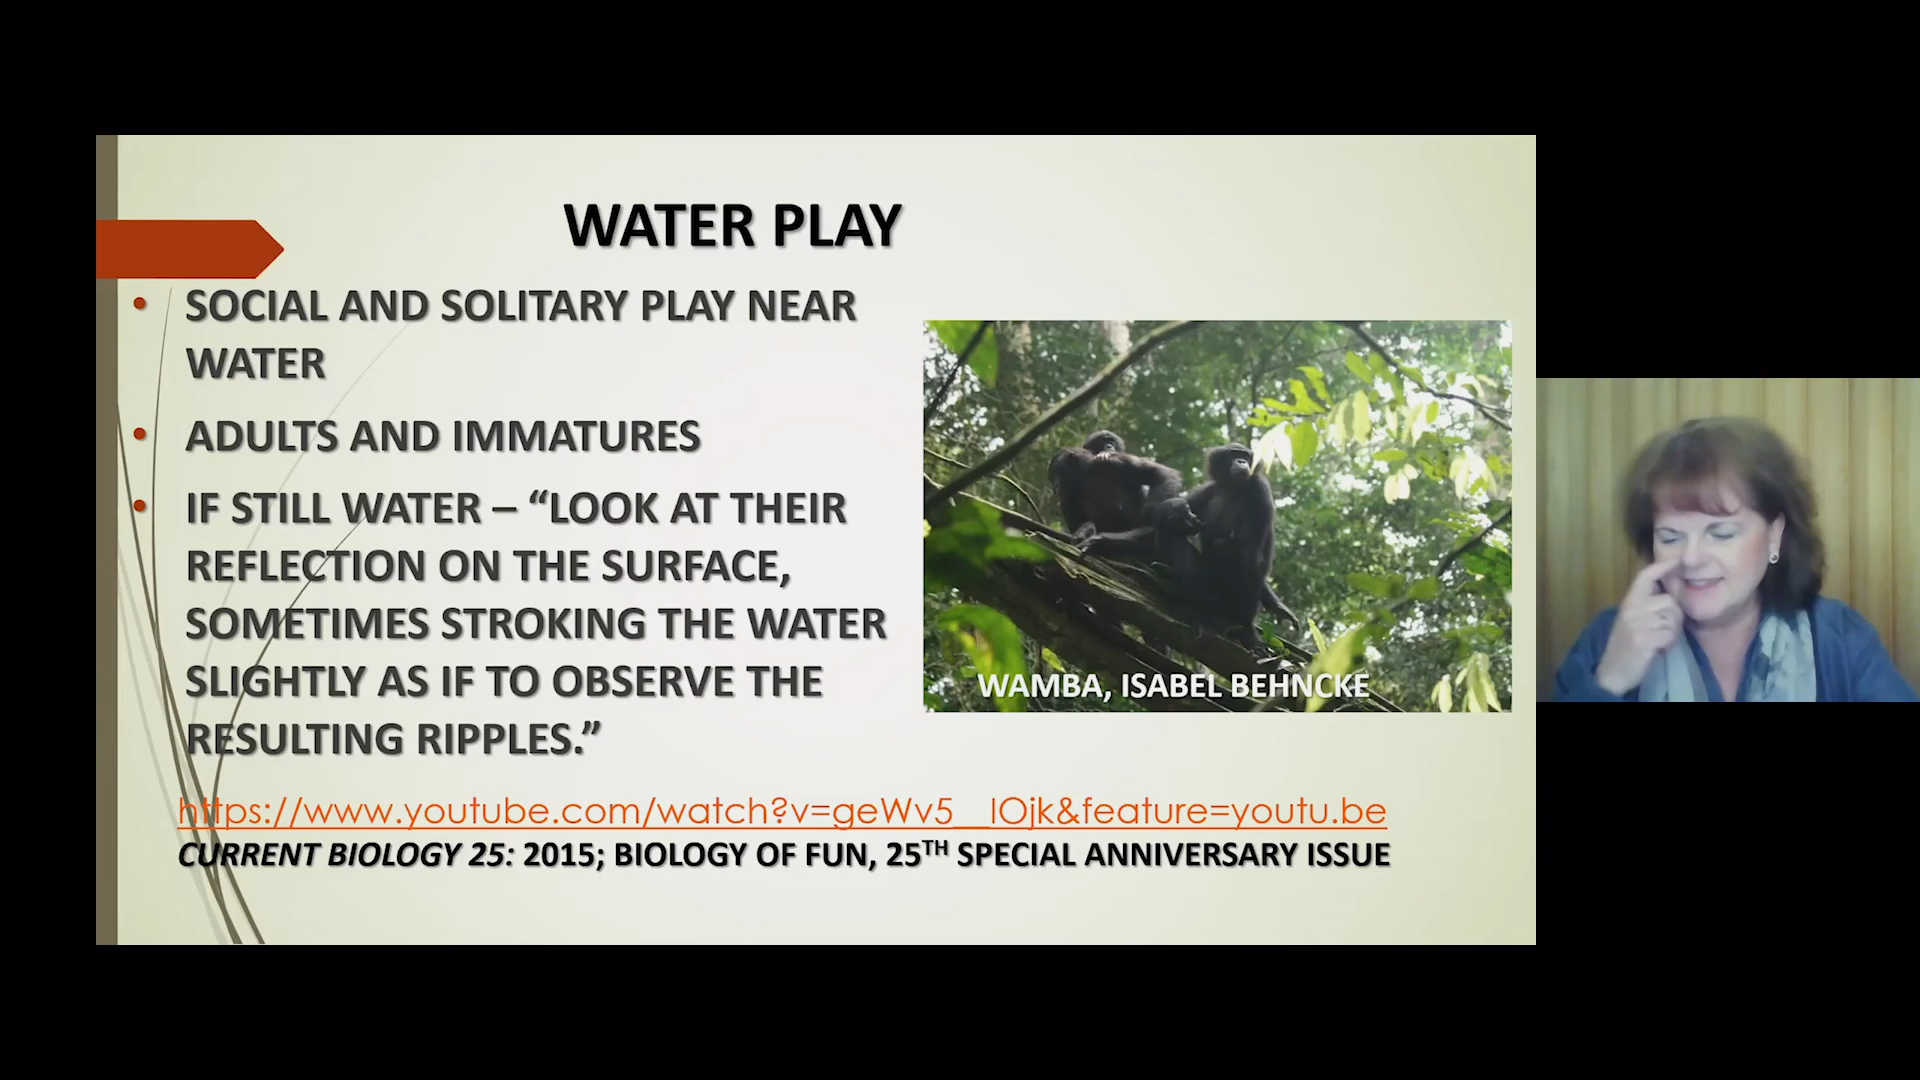 WATER PLAY
• SOCIAL AND SOLITARY PLAY NEAR
WATER
• ADULTS AND IMMATURES
• IF STILL WATER – “LOOK AT THEIR
REFLECTION ON THE SURFACE,
SOMETIMES STROKING THE WATER
SLIGHTLY AS IF TO OBSERVE THE
RESULTING RIPPLES.”
WAMBA, ISABEL BEHNCKE
https://www.youtube.com/watch?v=geWv5__IOjk&feature=youtu.be
CURRENT BIOLOGY 25: 2015; BIOLOGY OF FUN, 25TH SPECIAL ANNIVERSARY ISSUE